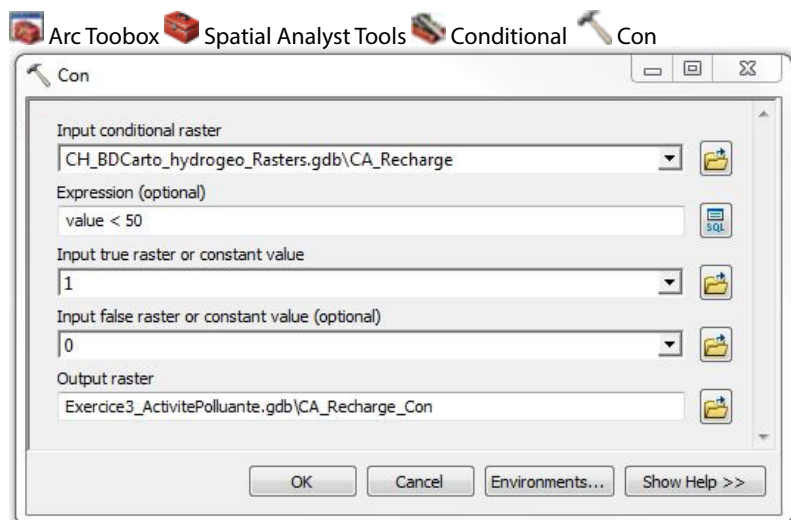 Arc Toobox Spatial Analyst Tools Conditional Con
Con
Input conditional raster
CH_BDCarto_hydrogeo_Rasters.gdb\CA_Recharge
Expression (optional)
value < 50
SQL
Input true raster or constant value
1
Input false raster or constant value (optional)
0
Output raster
Exercice3_ActivitePolluante.gdb\CA_Recharge_Con
OK Cancel Environments... Show Help >>